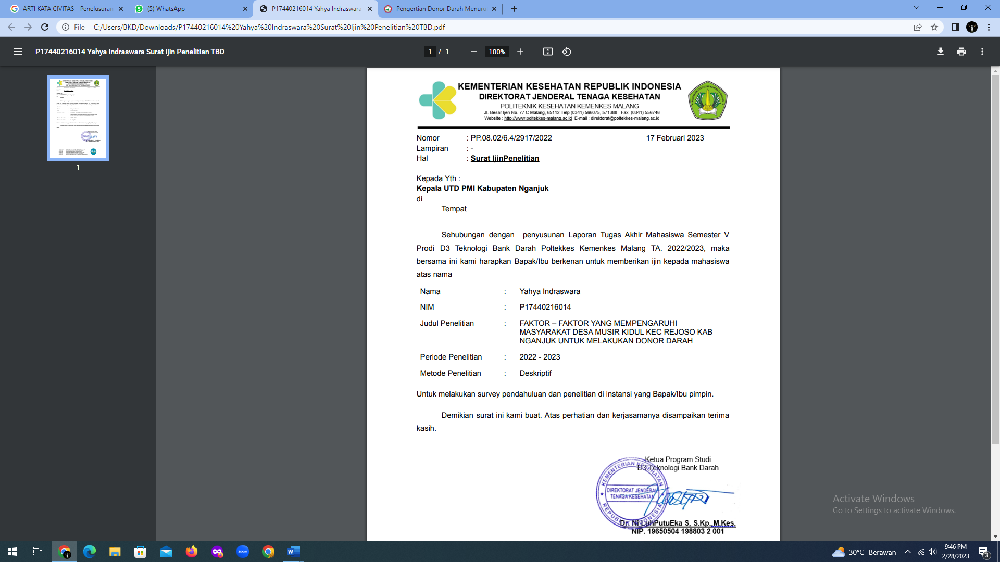 ARTI KATA CIVITAS - Penelusuran
(5) WhatsApp
P17440216014 Yahya Indraswara
Pengertian Donor Darah Menuru
File
C:/Users/BKD/Downloads/P17440216014%20Yahya%20Indraswara%20Surat%20Ijin%20Penelitian%20TBD.pdf
P17440216014 Yahya Indraswara Surat Ijin Penelitian TBD
1 / 1
100%
1
KEMENTERIAN KESEHATAN REPUBLIK INDONESIA
DIREKTORAT JENDERAL TENAGA KESEHATAN
POLITEKNIK KESEHATAN KEMENKES MALANG
Jl. Besar Ijen No. 77 C Malang, 65112 Telp (0341) 566075, 571388 Fax (0341) 556746
Website : http://www.poltekkes-malang.ac.id E-mail : direktorat@poltekkes-malang.ac.id
Nomor : PP.08.02/6.4/2917/2022 17 Februari 2023
Lampiran : -
Hal : Surat IjinPenelitian
Kepada Yth :
Kepala UTD PMI Kabupaten Nganjuk
di
Tempat
Sehubungan dengan penyusunan Laporan Tugas Akhir Mahasiswa Semester V
Prodi D3 Teknologi Bank Darah Poltekkes Kemenkes Malang TA. 2022/2023, maka
bersama ini kami harapkan Bapak/Ibu berkenan untuk memberikan ijin kepada mahasiswa
atas nama
Nama : Yahya Indraswara
NIM : P17440216014
Judul Penelitian : FAKTOR – FAKTOR YANG MEMPENGARUHI
MASYARAKAT DESA MUSIR KIDUL KEC REJOSO KAB
NGANJUK UNTUK MELAKUKAN DONOR DARAH
Periode Penelitian : 2022 - 2023
Metode Penelitian : Deskriptif
Untuk melakukan survey pendahuluan dan penelitian di instansi yang Bapak/Ibu pimpin.
Demikian surat ini kami buat. Atas perhatian dan kerjasamanya disampaikan terima
kasih.
Ketua Program Studi
D3 Teknologi Bank Darah
KEMENTERIAN KESEHATAN
DIREKTORAT JENDERAL
TENAGA KESEHATAN
REPUBLIK INDONESIA
Dr. Ni LuhPutuEka S, S.Kp.,M.Kes.
NIP. 19650504 198803 2 001
Activate Windows
Go to Settings to activate Windows.
zoom
30°C Berawan
9:46 PM
2/28/2023
3